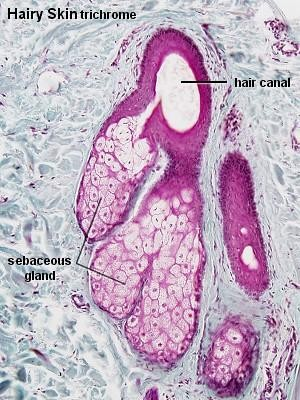 Hairy Skin trichrome
hair canal
sebaceous
gland